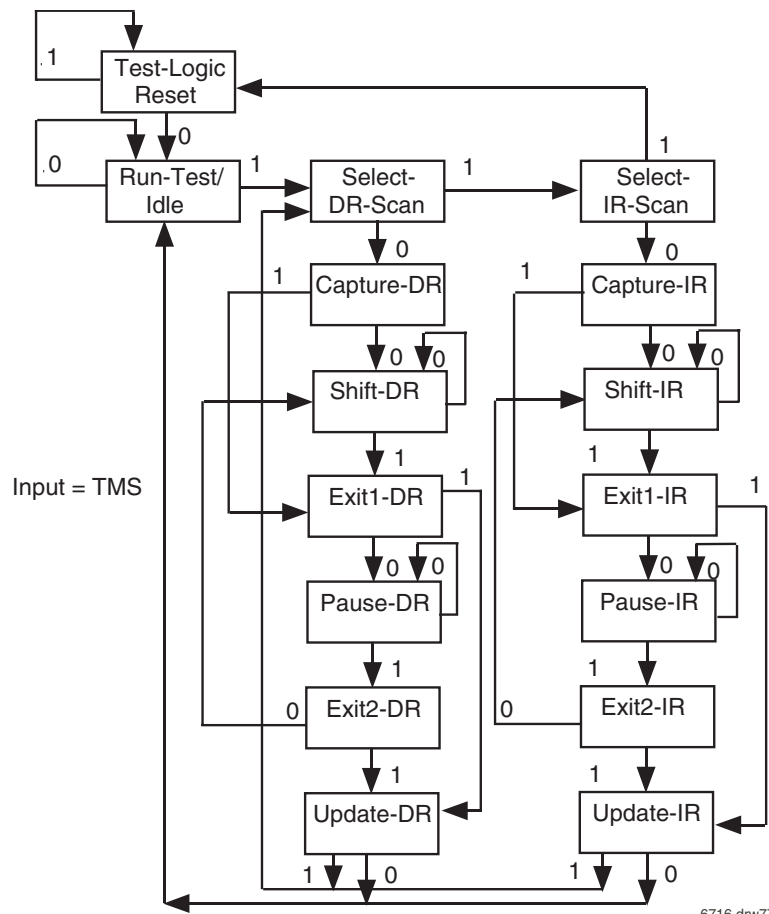 1
Test-Logic
Reset
0
1
0
Run-Test/
Idle
1
Select-
DR-Scan
1
Select-
IR-Scan
0
0
1
Capture-DR
1
Capture-IR
0
0
0
0
Shift-DR
Shift-IR
1
1
Input = TMS
Exit1-DR
1
Exit1-IR
1
0
0
0
0
Pause-DR
Pause-IR
1
1
0
Exit2-DR
0
Exit2-IR
1
1
Update-DR
Update-IR
1
0
1
0